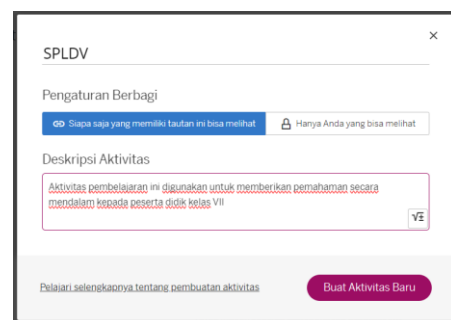 SPLDV
Pengaturan Berbagi
Siapa saja yang memiliki tautan ini bisa melihat
Hanya Anda yang bisa melihat
Deskripsi Aktivitas
Aktivitas pembelajaran ini digunakan untuk memberikan pemahaman secara
mendalam kepada peserta didik kelas VII
Pelajari selengkapnya tentang pembuatan aktivitas
Buat Aktivitas Baru